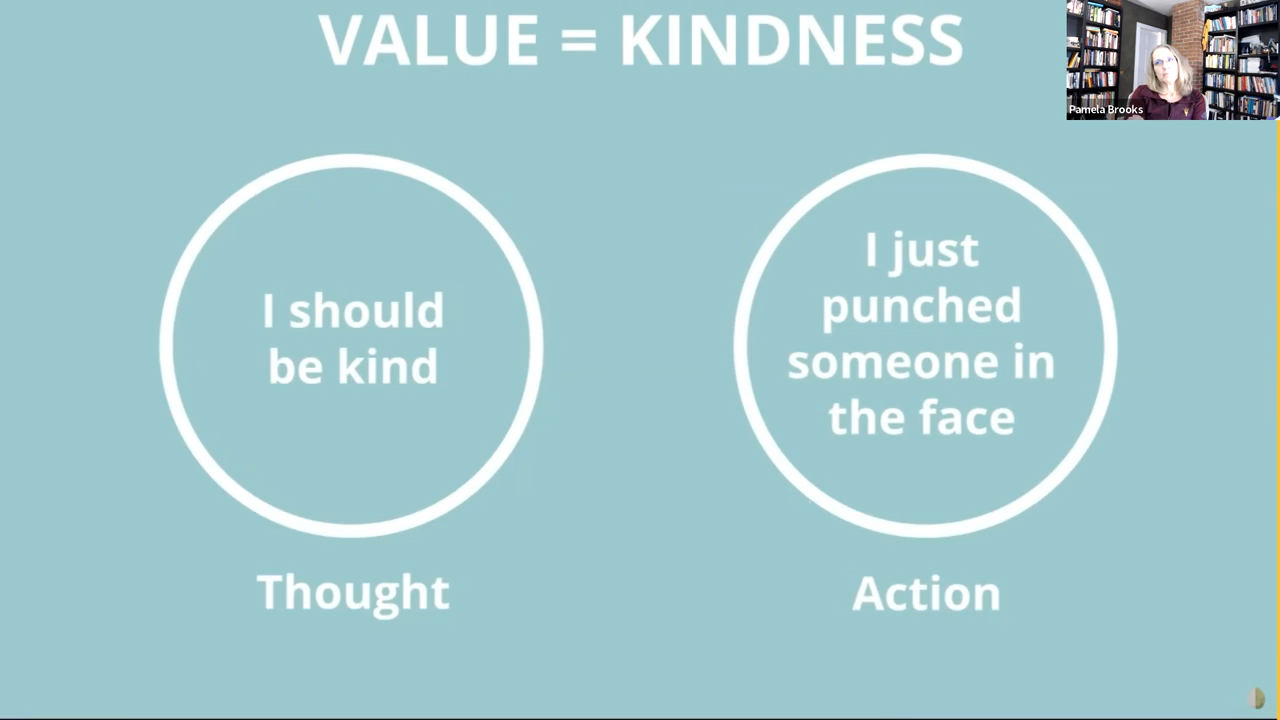 VALUE = KINDNESS
Pamela Brooks
I should
be kind
I just
punched
someone in
the face
Thought
Action